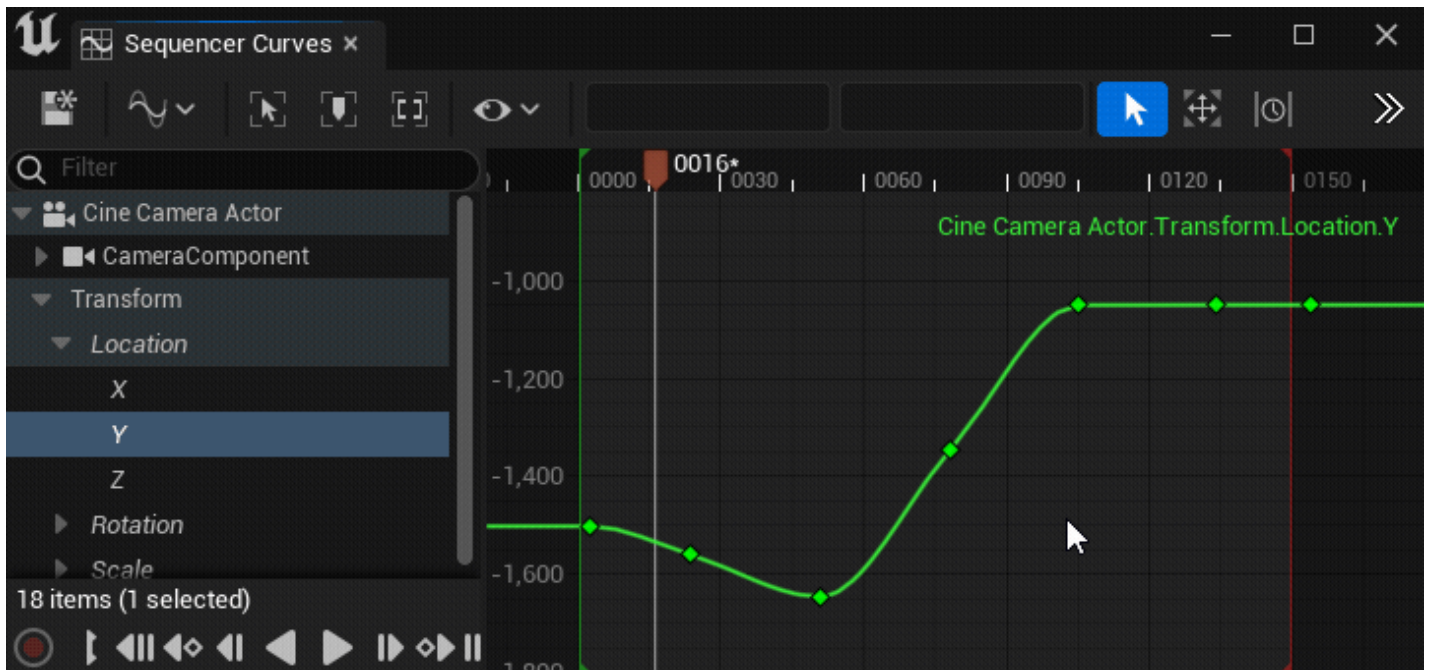 Sequencer Curves
Filter
0016*
0000 0030 0060 0090 0120 0150
Cine Camera Actor
Cine Camera Actor.Transform.Location.Y
CameraComponent
-1,000
Transform
Location
X
-1,200
Y
Z
-1,400
Rotation
Scale
-1,600
18 items (1 selected)